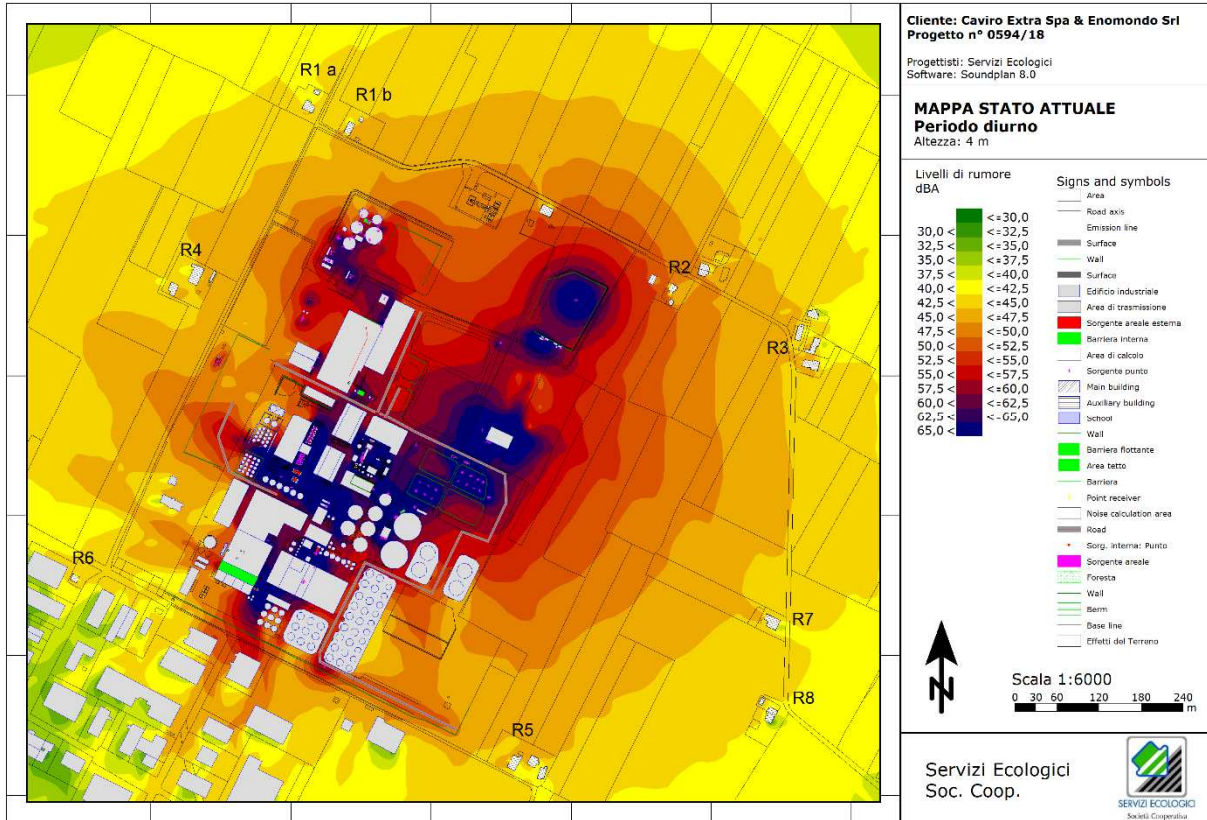 R1 a
R1 b
R4
R2
R3
R6
R7
R8
R5
Cliente: Caviro Extra Spa & Enomondo Srl
Progetto n° 0594/18
Progettisti: Servizi Ecologici
Software: Soundplan 8.0
MAPPA STATO ATTUALE
Periodo diurno
Altezza: 4 m
Livelli di rumore
dBA
<=30,0
30,0 < <=32,5
32,5 < <=35,0
35,0 < <=37,5
37,5 < <=40,0
40,0 < <=42,5
42,5 < <=45,0
45,0 < <=47,5
47,5 < <=50,0
50,0 < <=52,5
52,5 < <=55,0
55,0 < <=57,5
57,5 < <=60,0
60,0 < <=62,5
62,5 < <=65,0
65,0 <
Signs and symbols
Area
Road axis
Emission line
Surface
Wall
Surface
Edificio industriale
Area di trasmissione
Sorgente areale esterna
Barriera interna
Area di calcolo
Sorgente punto
Main building
Auxiliary building
School
Wall
Barriera flottante
Area tetto
Barriera
Point receiver
Noise calculation area
Road
Sorg. interna: Punto
Sorgente areale
Foresta
Wall
Berm
Base line
Effetti del Terreno
N
Scala 1:6000
0 30 60 120 180 240
m
Servizi Ecologici
Soc. Coop.
SERVIZI ECOLOGICI
Società Cooperativa